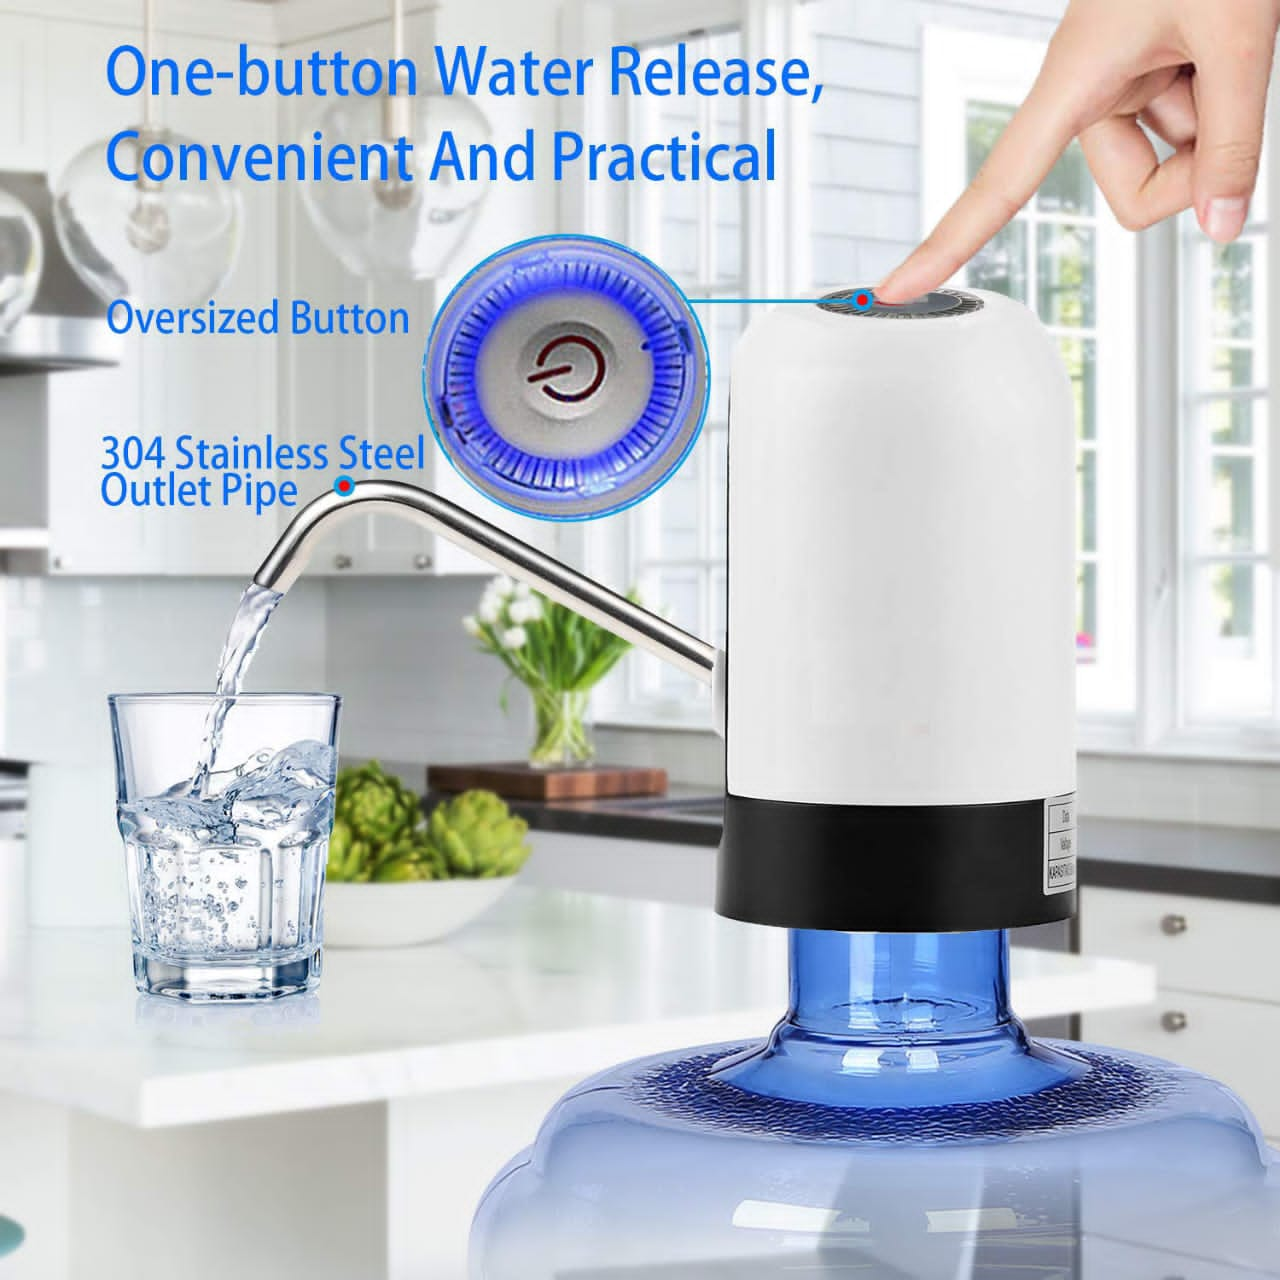 One-button Water Release,
Convenient And Practical
Oversized Button
304 Stainless Steel
Outlet Pipe